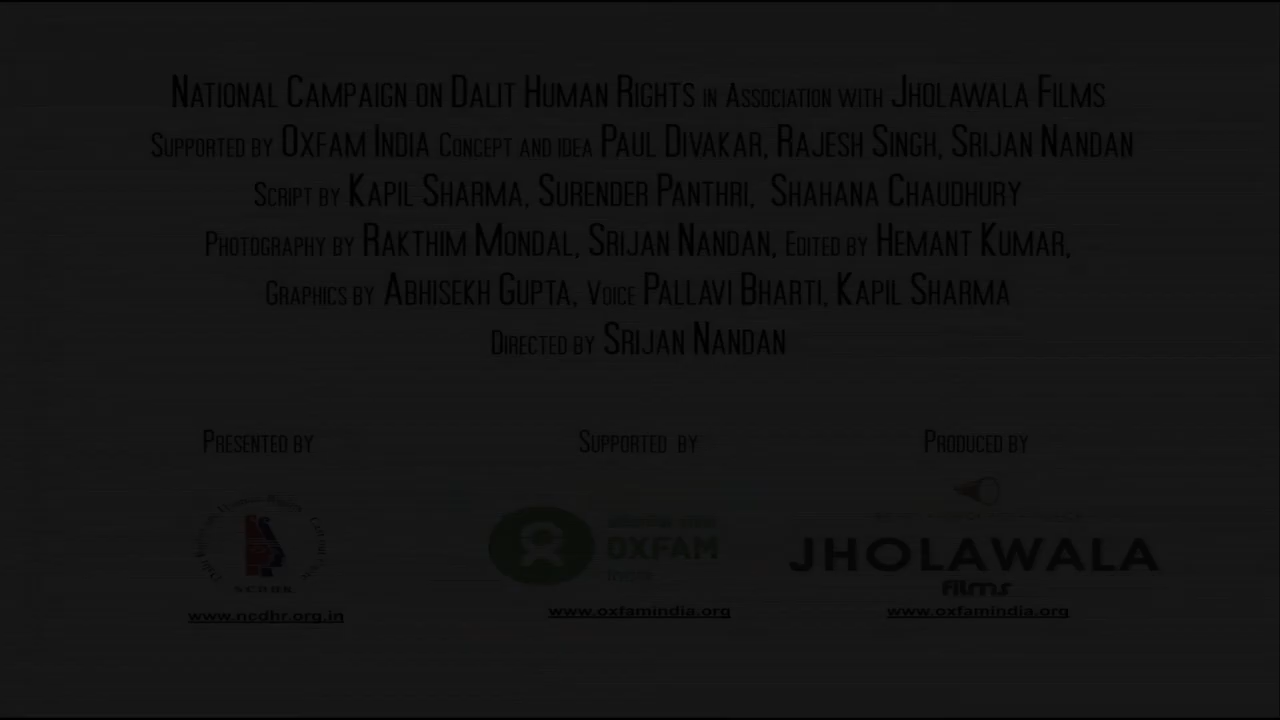 National Campaign on Dalit Human Rights in Association with Jholawala Films
Supported by Oxfam India Concept and idea Paul Divakar, Rajesh Singh, Srijan Nandan
Script by Kapil Sharma, Surender Panthri, Shahana Chaudhury
Photography by Rakthim Mondal, Srijan Nandan, Edited by Hemant Kumar,
Graphics by Abhisekh Gupta, Voice Pallavi Bharti, Kapil Sharma
Directed by Srijan Nandan
Presented by
Supported by
Produced by
NCDHR
www.ncdhr.org.in
OXFAM
India
www.oxfamindia.org
JHOLAWALA
films
www.oxfamindia.org